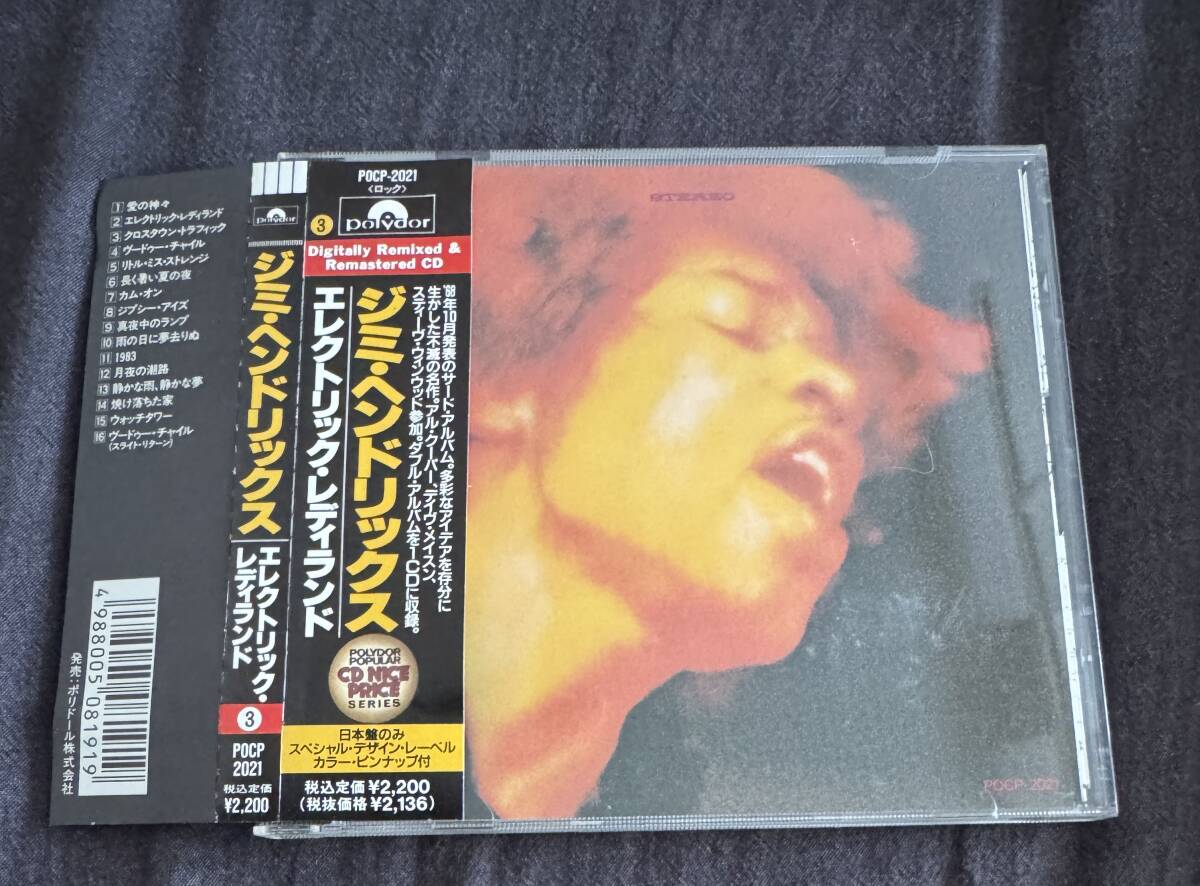 1 愛の神々
2 エレクトリック・レディランド
3 クロスタウン・トラフィック
4 ヴードゥー・チャイル
5 リトル・ミス・ストレンジ
6 長く暑い夏の夜
7 カム・オン
8 ジプシー・アイズ
9 真夜中のランプ
10 雨の日に夢去りぬ
11 1983
12 月夜の潮路
13 静かな雨、静かな夢
14 焼け落ちた家
15 ウォッチタワー
16 ヴードゥー・チャイル
(スライト・リターン)
4988005081919
発売:ポリドール株式会社
polydor
ジミ・ヘンドリックス
エレクトリック・
レディランド
3
POCP
2021
税込定価
¥2,200
POCP-2021
〈ロック〉
3
polydor
Digitally Remixed &
Remastered CD
ジミ・ヘンドリックス
エレクトリック・レディランド
'68年10月発表のサード・アルバム。多彩なアイデアを存分に
生かした不滅の名作。アル・クーパー、デイヴ・メイスン、
スティーヴ・ウィンウッド参加。ダブル・アルバムを1CDに収録。
POLYDOR
POPULAR
CD NICE
PRICE
SERIES
日本盤のみ
スペシャル・デザイン・レーベル
カラー・ピンナップ付
税込定価¥2,200
(税抜価格¥2,136)
STEREO
POCP-2021